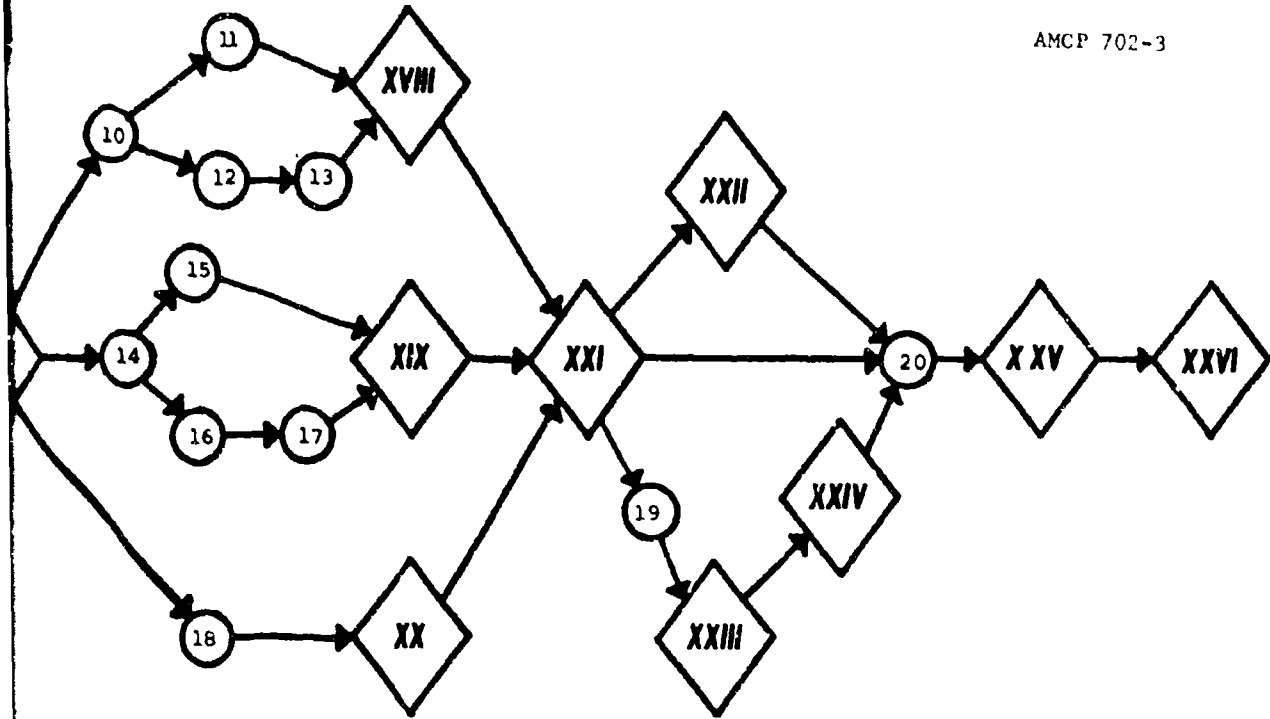 AMCP 702-3
11
XVIII
10
12
13
XXII
15
14
XIX
XXI
20
XXV
XXVI
16
17
XXIV
19
18
XX
XXIII